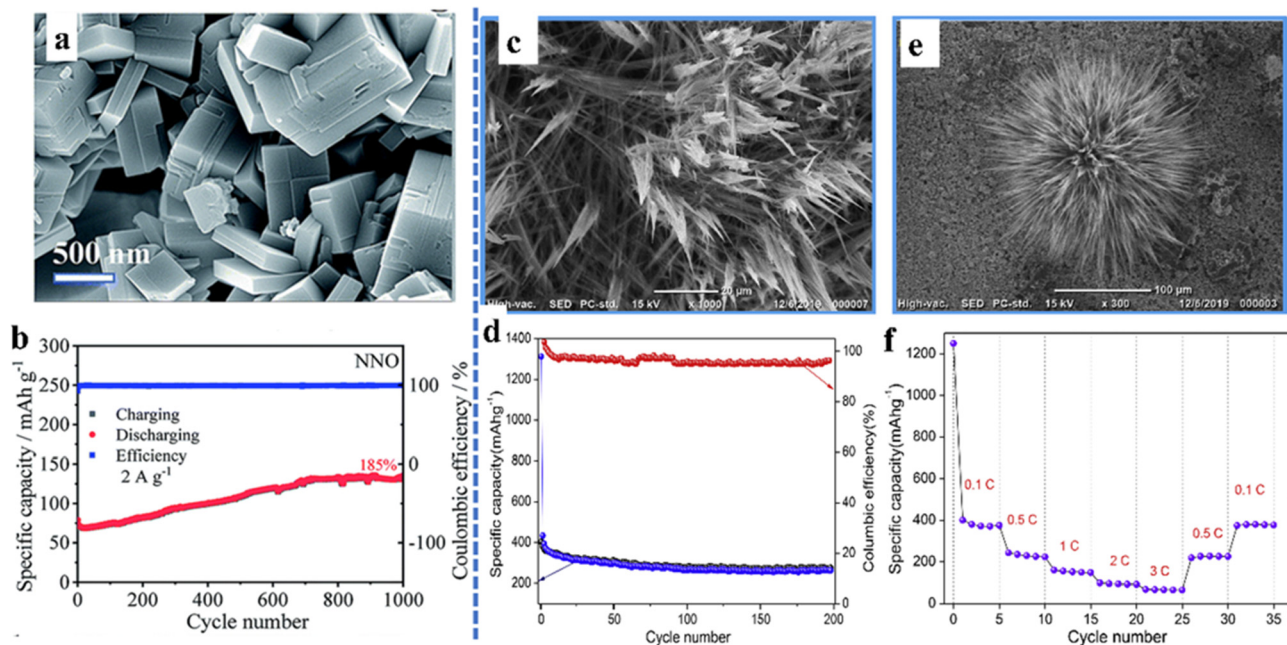 a
500 nm
b
NNO
Specific capacity / mAh g⁻¹
300
250
200
150
100
50
0
Charging
Discharging
Efficiency
2 A g⁻¹
185%
100
0
-100
Coulombic efficiency / %
0 200 400 600 800 1000
Cycle number
c
20 μm
High-vac. SED PC-std. 15 kV x 1000 12/6/2019 000007
d
Specific capacity(mAhg⁻¹)
1400
1200
1000
800
600
400
200
100
80
60
40
20
0
Columbic efficiency(%)
0 50 100 150 200
Cycle number
e
100 μm
High-vac. SED PC-std. 15 kV x 300 12/6/2019 000003
f
Specific capacity(mAhg⁻¹)
1200
1000
800
600
400
200
0
0.1 C
0.5 C
1 C
2 C
3 C
0.5 C
0.1 C
0 5 10 15 20 25 30 35
Cycle number